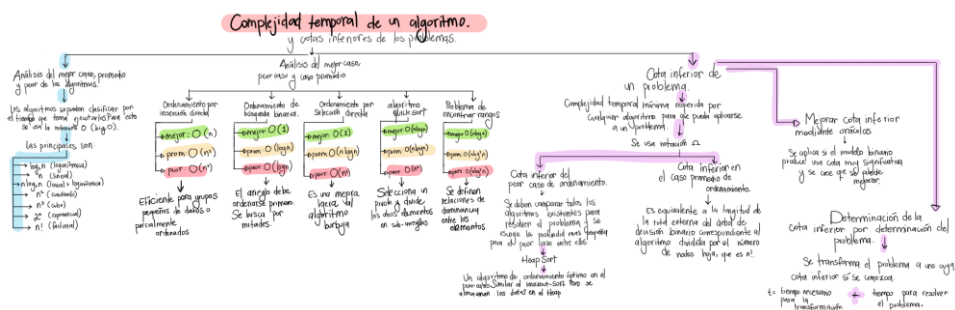 Complejidad temporal de un algoritmo.
y cotas inferiores de los problemas.
Análisis del mejor caso, promedio
y peor de los algoritmos.
Los algoritmos se pueden clasificar por
el tiempo que toma ejecutarlos. Para esto
se usa la notación O (big O).
Las principales son
log₂n (logarítmica)
n (lineal)
n log₂n (lineal + logarítmica)
n² (cuadrado)
n³ (cubo)
2ⁿ (exponencial)
n! (factorial)
Análisis del mejor caso,
peor caso y caso promedio
Ordenamiento por
inserción directa
mejor: O(n)
prom: O(n²)
peor: O(n²)
Eficiente para grupos
pequeños de datos o
parcialmente
ordenados
Ordenamiento de
búsqueda binaria.
mejor: O(1)
prom: O(log n)
peor: O(log n)
El arreglo debe
ordenarse primero.
Se busca por
mitades.
Ordenamiento por
selección directa
mejor: O(1)
prom: O(n log n)
peor:
Es una mejora
ligera al
algoritmo
burbuja
algoritmo
Quick Sort
mejor: O(n log n)
prom: O(n log n)
peor: O(n²)
Selecciona un
pivote y divide
los otros elementos
en sub-arreglos
Problema de
encontrar rangos
mejor: O(n log n)
Se definen
relaciones de
dominancia
entre los
elementos
Cota inferior de
un problema.
Complejidad temporal mínima requerida por
cualquier algoritmo para que pueda aplicarse
a un problema.
Se usa notación Ω
Cota inferior del
peor caso de ordenamiento.
Se deben comparar todos los
algoritmos existentes para
resolver el problema, y se
escoge la profundidad más pequeña
para el peor caso entre ellos.
Heap Sort
Un algoritmo de ordenamiento óptimo en el
peor caso. Similar al Knockout-Sort. Pero se
almacenan los datos en el Heap
Cota inferior en
el caso promedio de
ordenamiento.
Es equivalente a la longitud de
la ruta externa del árbol de
decisión binario correspondiente al
algoritmo dividida por el número
de nodos hoja, que es n!.
Mejorar cota inferior
mediante oráculos
Se aplica si el modelo binario
produce una cota muy significativa
y se cree que se puede
mejorar.
Determinación de la
cota inferior por determinación del
problema.
Se transforma el problema a uno cuya
cota inferior sí se conozca.
t= tiempo necesario
para la
transformación
+
tiempo para resolver
el problema.